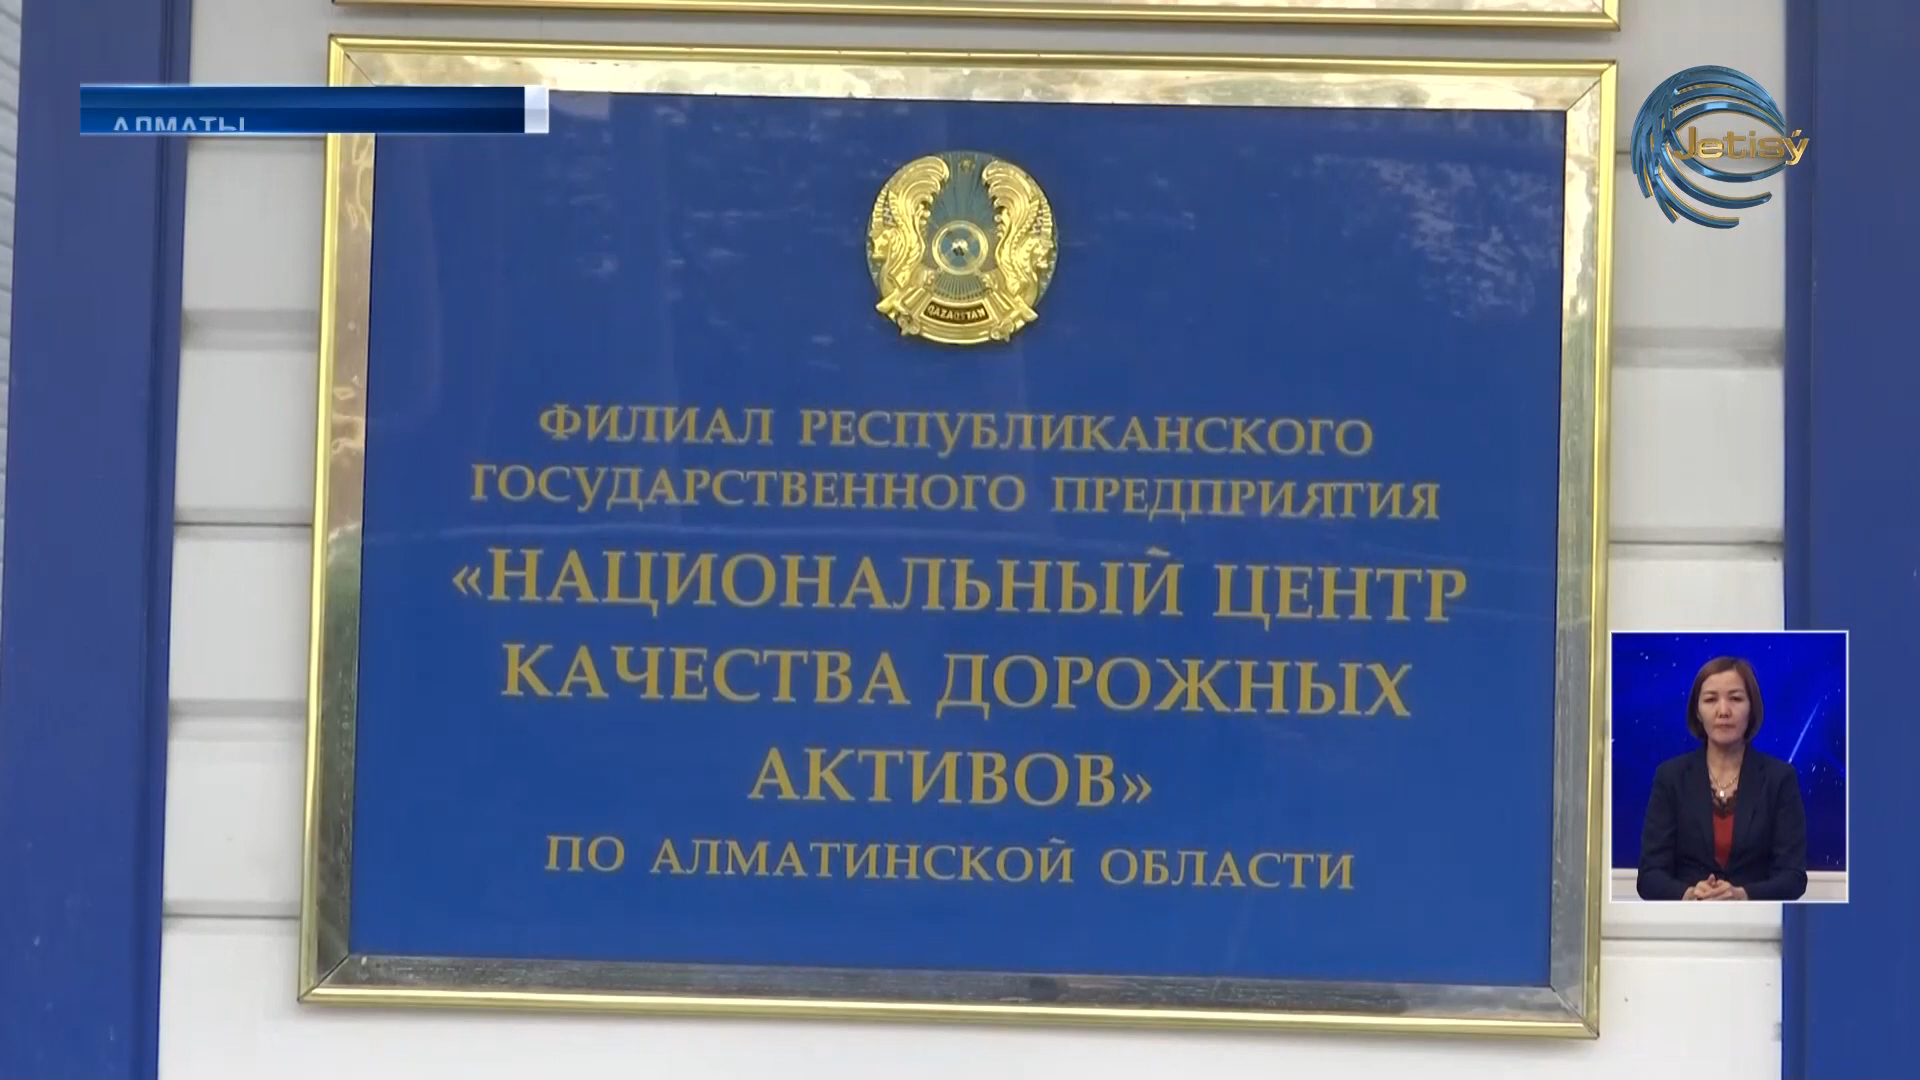 АЛМАТЫ
Jetisý
QAZAQSTAN
ФИЛИАЛ РЕСПУБЛИКАНСКОГО
ГОСУДАРСТВЕННОГО ПРЕДПРИЯТИЯ
«НАЦИОНАЛЬНЫЙ ЦЕНТР
КАЧЕСТВА ДОРОЖНЫХ
АКТИВОВ»
ПО АЛМАТИНСКОЙ ОБЛАСТИ